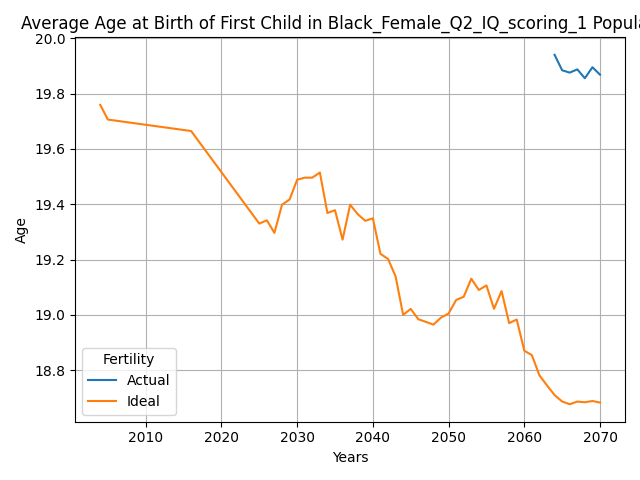 Average Age at Birth of First Child in Black_Female_Q2_IQ_scoring_1 Popula
20.0
19.8
19.6
19.4
19.2
19.0
18.8
Age
Fertility
Actual
Ideal
2010 2020 2030 2040 2050 2060 2070
Years